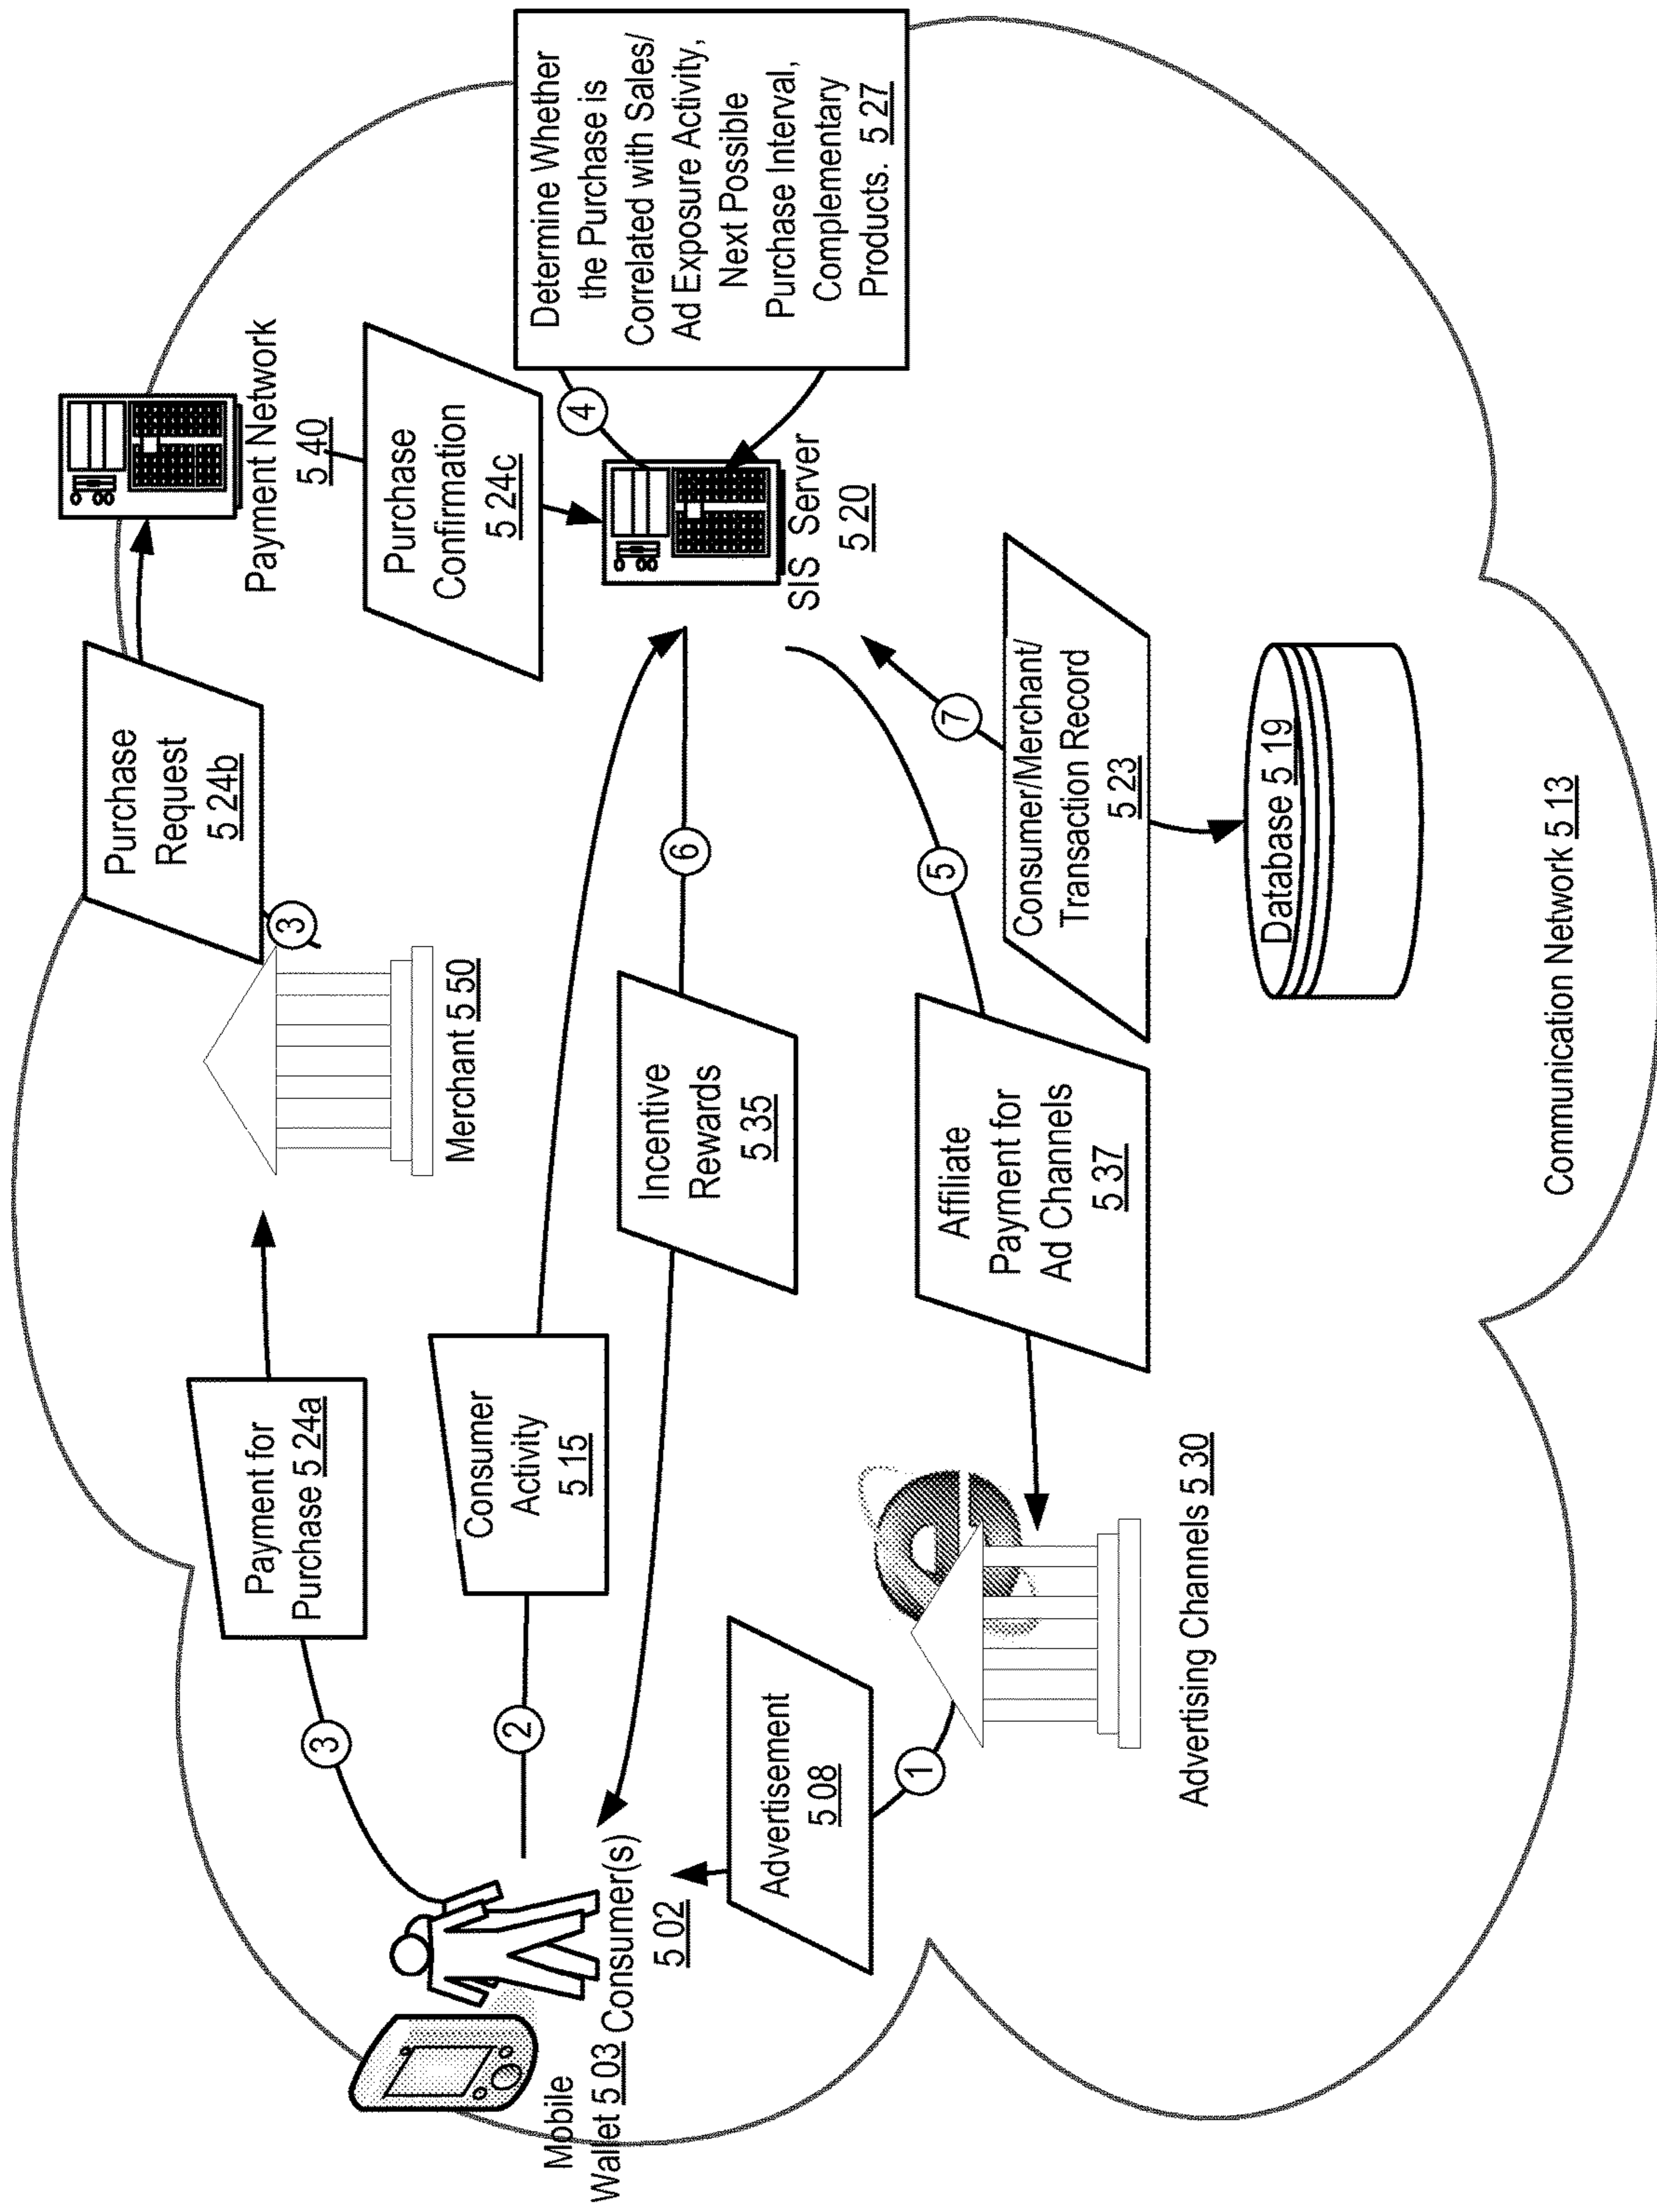 Payment Network
5 40
Purchase
Request
5 24b
3
Purchase
Confirmation
5 24c
Merchant 5 50
Payment for
Purchase 5 24a
3
Mobile
Wallet 5 03
Consumer(s)
5 02
2
Consumer
Activity
5 15
SIS Server
5 20
4
Determine Whether
the Purchase is
Correlated with Sales/
Ad Exposure Activity,
Next Possible
Purchase Interval,
Complementary
Products. 5 27
Incentive
Rewards
5 35
6
Advertisement
5 08
1
Affiliate
Payment for
Ad Channels
5 37
5
7
Consumer/Merchant/
Transaction Record
5 23
Advertising Channels 5 30
Database 5 19
Communication Network 5 13